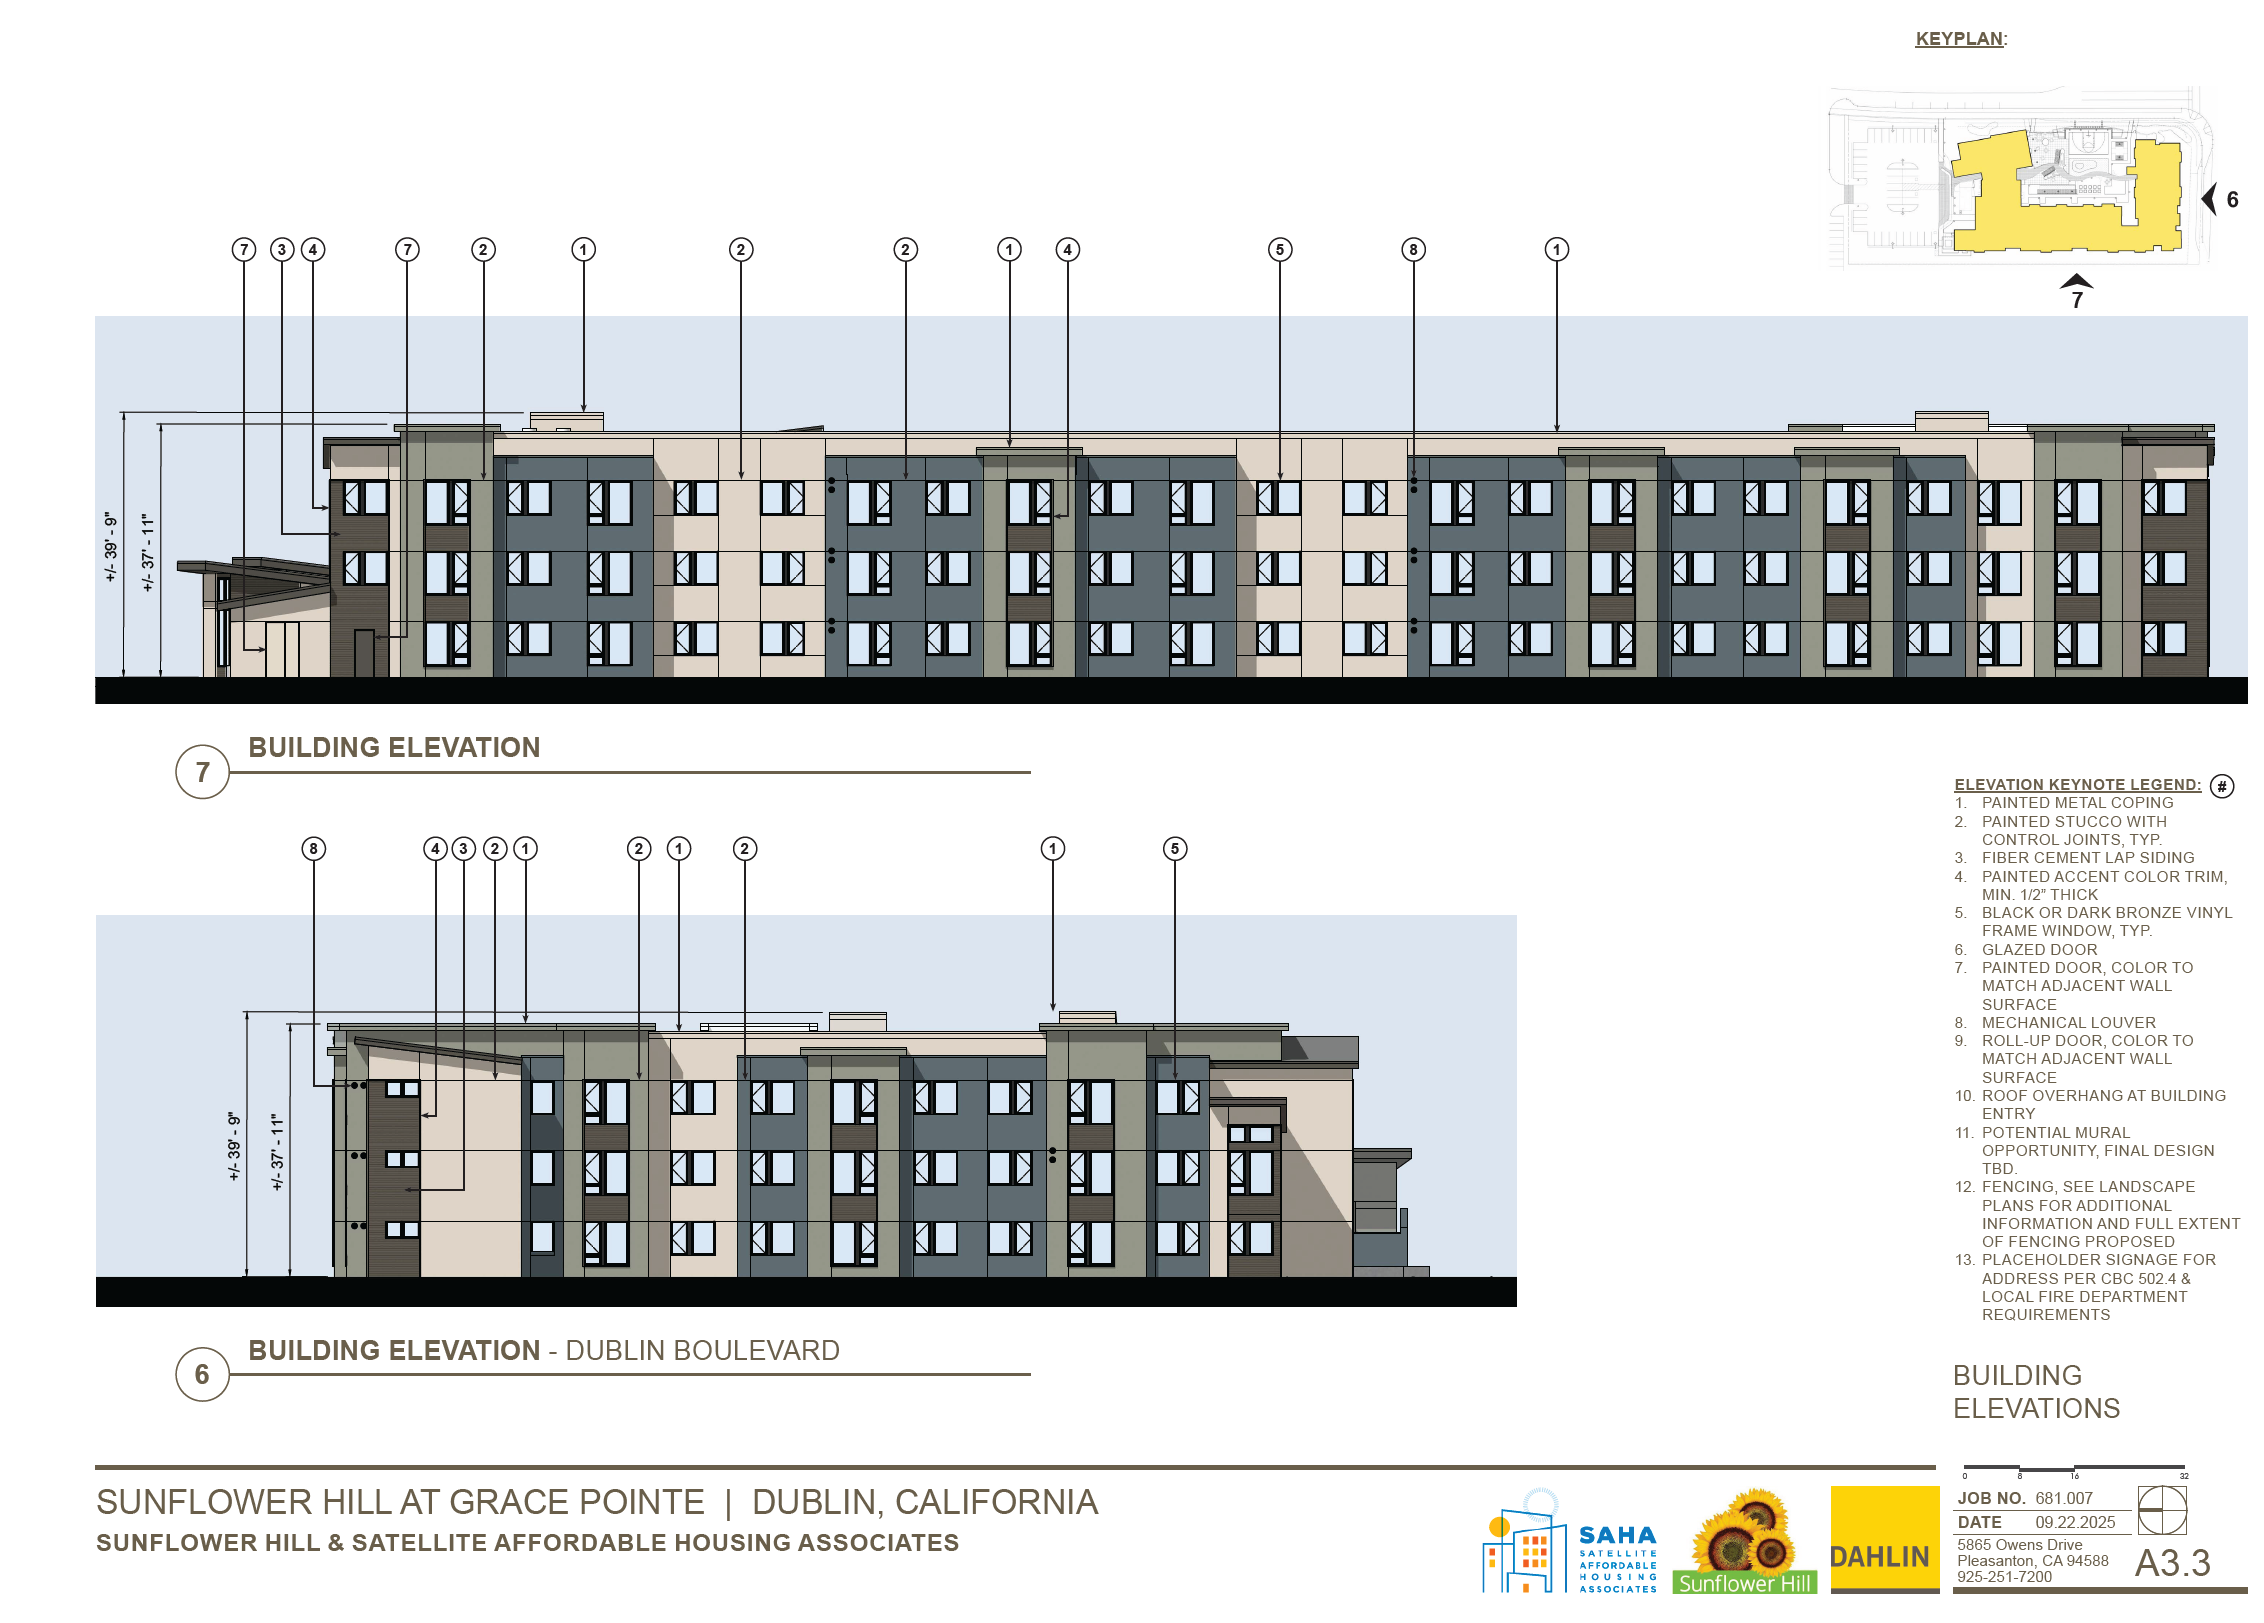 KEYPLAN:
6
7
7 3 4 7 2 1 2 2 1 4 5 8 1
+/- 39' - 9"
+/- 37' - 11"
7 BUILDING ELEVATION
ELEVATION KEYNOTE LEGEND: #
1. PAINTED METAL COPING
2. PAINTED STUCCO WITH
CONTROL JOINTS, TYP.
3. FIBER CEMENT LAP SIDING
4. PAINTED ACCENT COLOR TRIM,
MIN. 1/2” THICK
5. BLACK OR DARK BRONZE VINYL
FRAME WINDOW, TYP.
6. GLAZED DOOR
7. PAINTED DOOR, COLOR TO
MATCH ADJACENT WALL
SURFACE
8. MECHANICAL LOUVER
9. ROLL-UP DOOR, COLOR TO
MATCH ADJACENT WALL
SURFACE
10. ROOF OVERHANG AT BUILDING
ENTRY
11. POTENTIAL MURAL
OPPORTUNITY, FINAL DESIGN
TBD.
12. FENCING, SEE LANDSCAPE
PLANS FOR ADDITIONAL
INFORMATION AND FULL EXTENT
OF FENCING PROPOSED
13. PLACEHOLDER SIGNAGE FOR
ADDRESS PER CBC 502.4 &
LOCAL FIRE DEPARTMENT
REQUIREMENTS
8 4 3 2 1 2 1 2 1 5
+/- 39' - 9"
+/- 37' - 11"
6 BUILDING ELEVATION - DUBLIN BOULEVARD
BUILDING
ELEVATIONS
SUNFLOWER HILL AT GRACE POINTE | DUBLIN, CALIFORNIA
SUNFLOWER HILL & SATELLITE AFFORDABLE HOUSING ASSOCIATES
SAHA
SATELLITE
AFFORDABLE
HOUSING
ASSOCIATES
Sunflower Hill
DAHLIN
0 8 16 32
JOB NO. 681.007
DATE 09.22.2025
5865 Owens Drive
Pleasanton, CA 94588
925-251-7200
A3.3